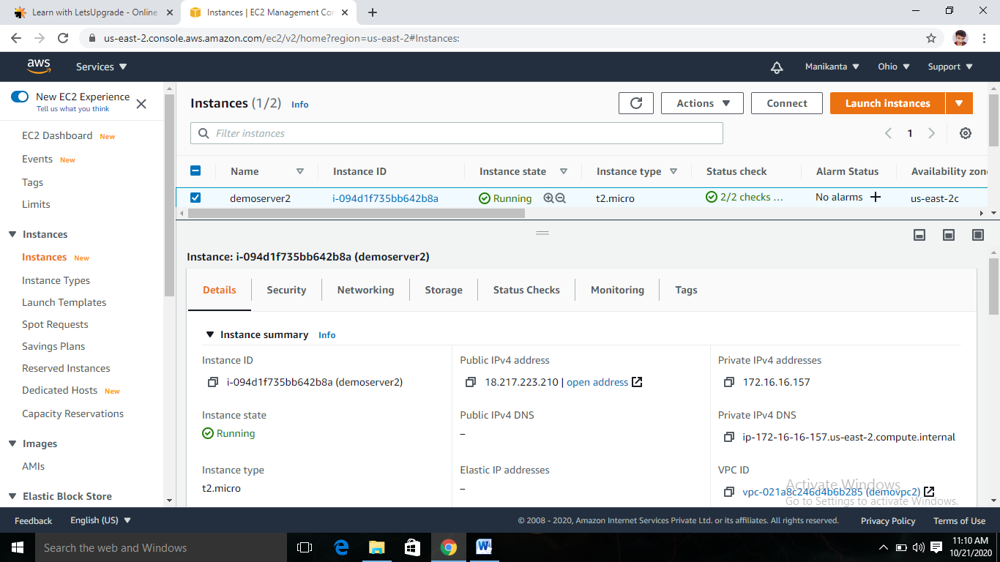 Learn with LetsUpgrade - Online
Instances | EC2 Management Con
us-east-2.console.aws.amazon.com/ec2/v2/home?region=us-east-2#Instances:
aws
Services
Manikanta
Ohio
Support
New EC2 Experience
Tell us what you think
EC2 Dashboard New
Events New
Tags
Limits
Instances
Instances New
Instance Types
Launch Templates
Spot Requests
Savings Plans
Reserved Instances
Dedicated Hosts New
Capacity Reservations
Images
AMIs
Elastic Block Store
Instances (1/2) Info
Actions
Connect
Launch instances
Filter instances
1
Name Instance ID Instance state Instance type Status check Alarm Status Availability zon
demoserver2 i-094d1f735bb642b8a Running t2.micro 2/2 checks ... No alarms us-east-2c
Instance: i-094d1f735bb642b8a (demoserver2)
Details Security Networking Storage Status Checks Monitoring Tags
Instance summary Info
Instance ID
i-094d1f735bb642b8a (demoserver2)
Public IPv4 address
18.217.223.210 | open address
Private IPv4 addresses
172.16.16.157
Instance state
Running
Public IPv4 DNS
–
Private IPv4 DNS
ip-172-16-16-157.us-east-2.compute.internal
Instance type
t2.micro
Elastic IP addresses
–
VPC ID
vpc-021a8c246d4b6b285 (demovpc2)
Activate Windows
Go to Settings to activate Windows.
Feedback
English (US)
© 2008 - 2020, Amazon Internet Services Private Ltd. or its affiliates. All rights reserved.
Privacy Policy
Terms of Use
Search the web and Windows
11:10 AM
10/21/2020